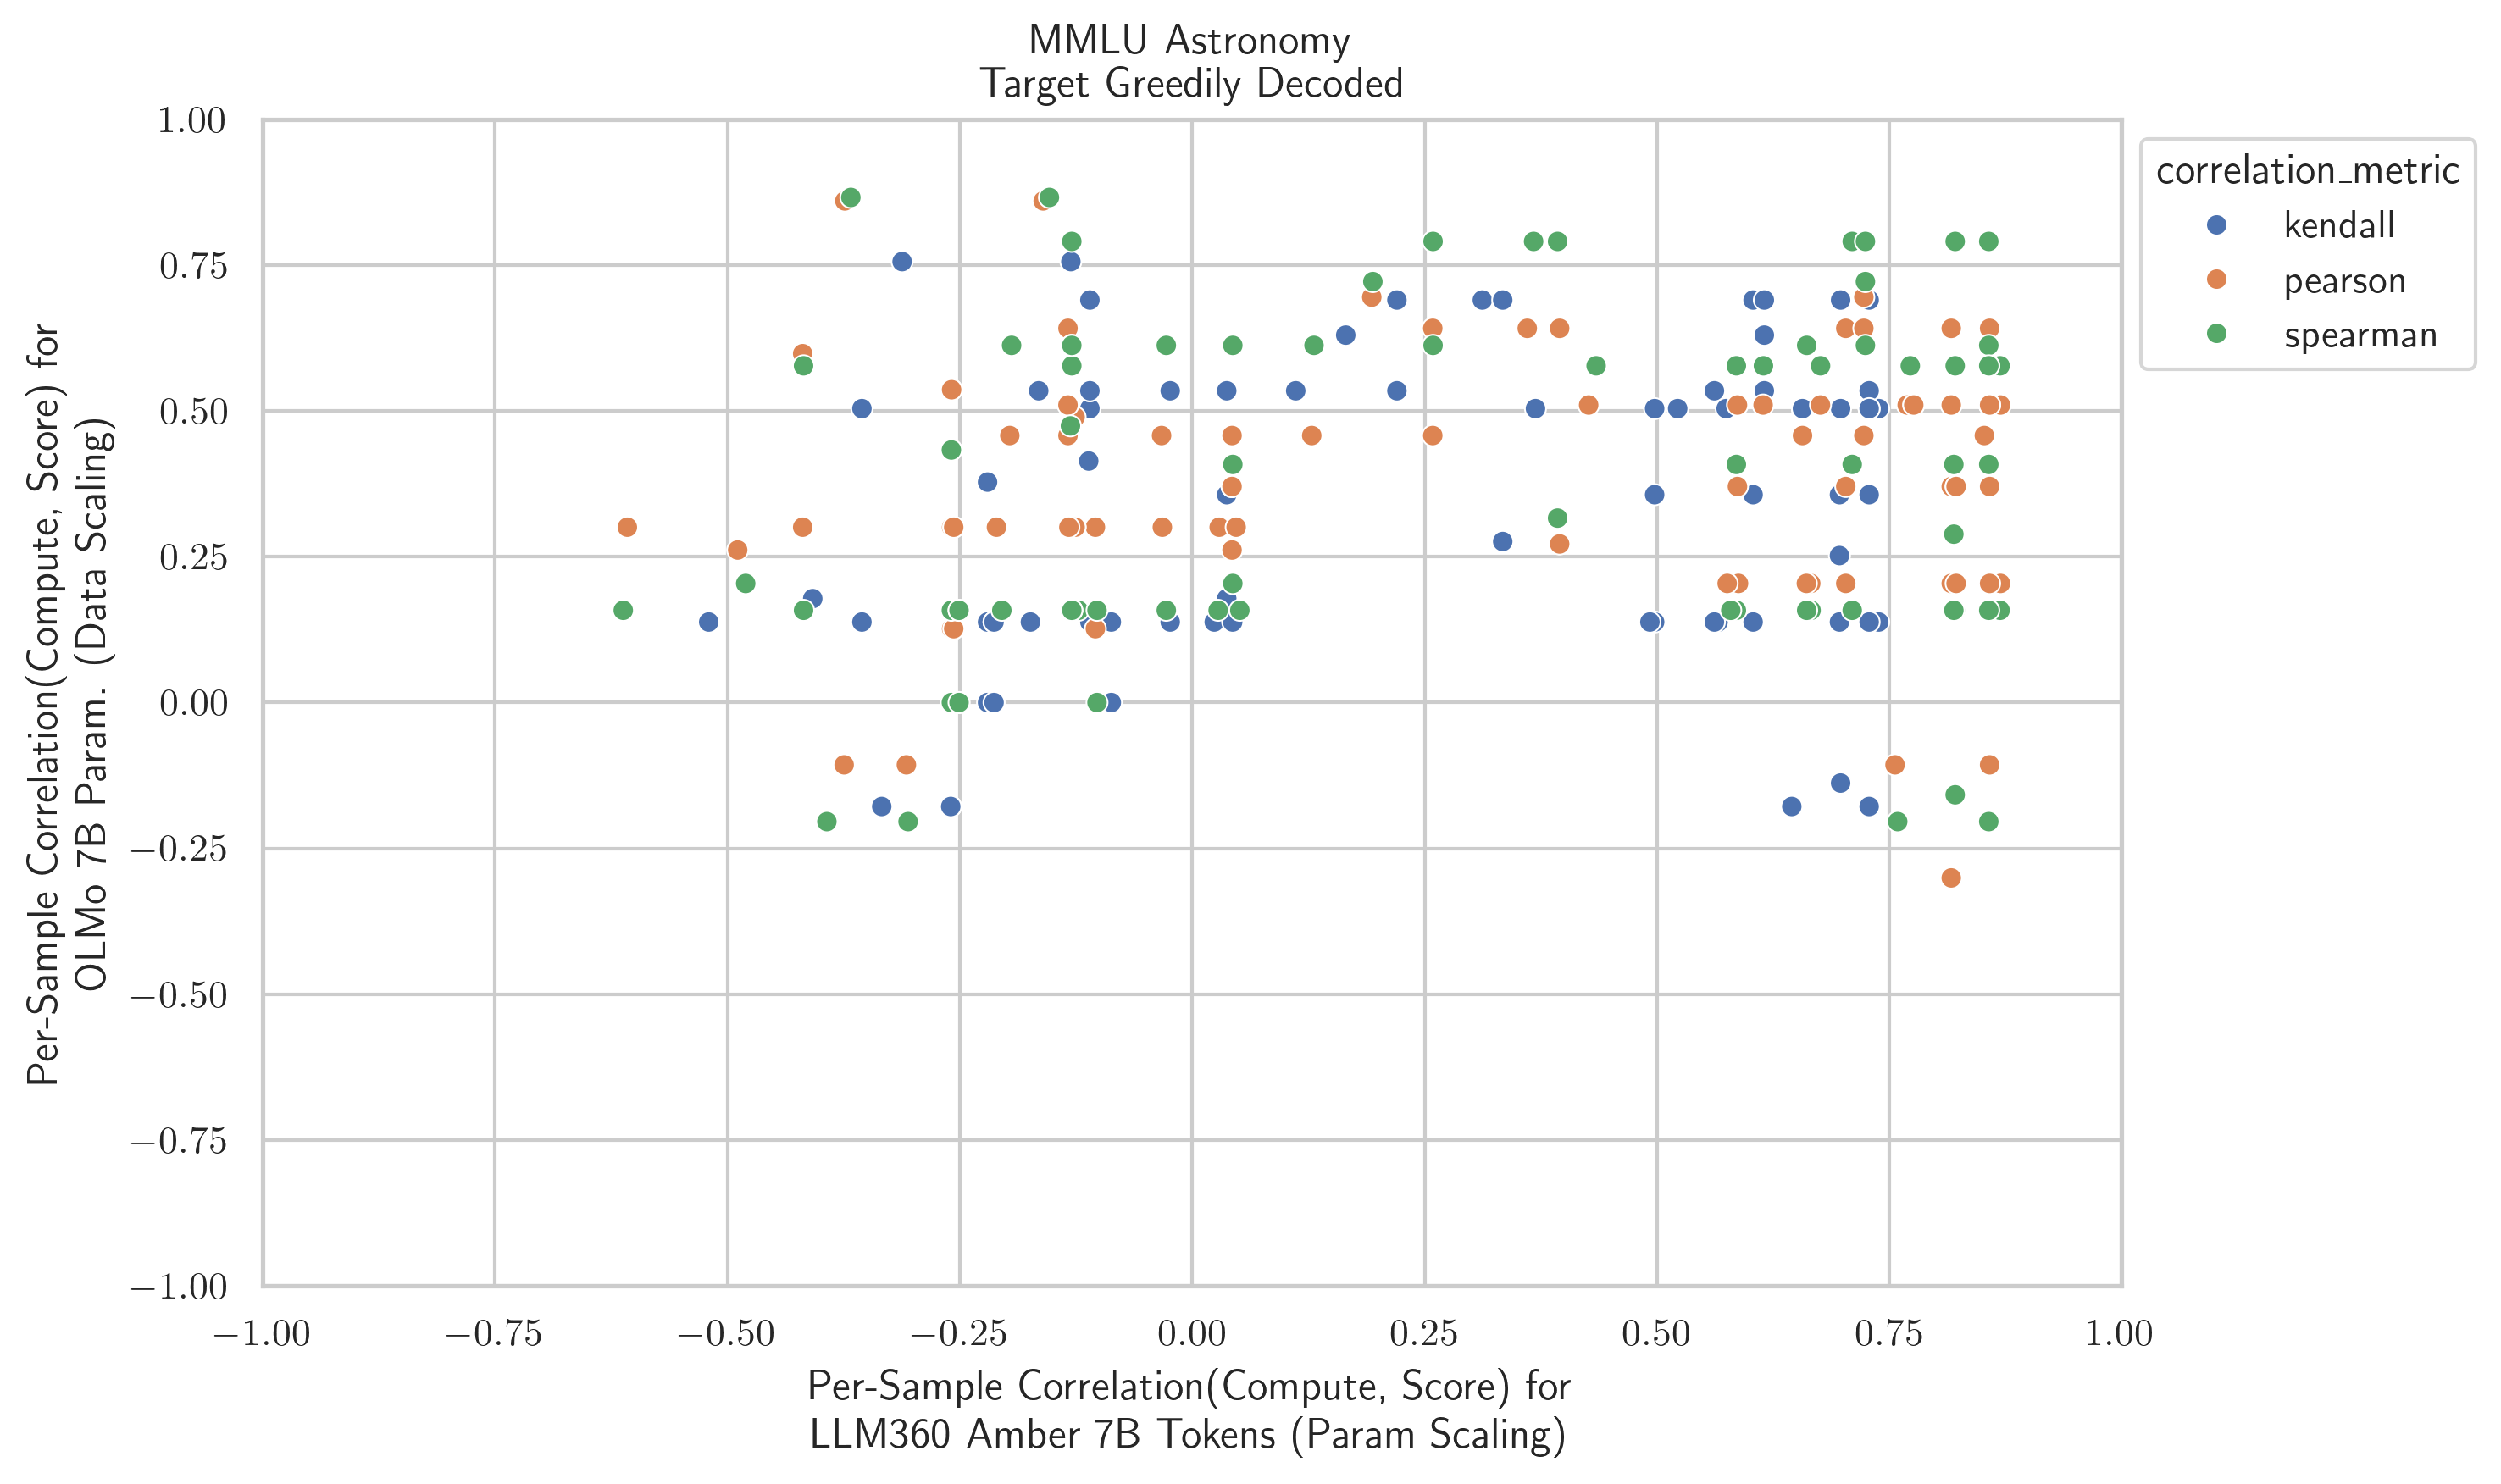 MMLU Astronomy
Target Greedily Decoded
1.00
0.75
0.50
0.25
0.00
−0.25
−0.50
−0.75
−1.00
Per-Sample Correlation(Compute, Score) for
OLMo 7B Param. (Data Scaling)
correlation_metric
kendall
pearson
spearman
−1.00
−0.75
−0.50
−0.25
0.00
0.25
0.50
0.75
1.00
Per-Sample Correlation(Compute, Score) for
LLM360 Amber 7B Tokens (Param Scaling)